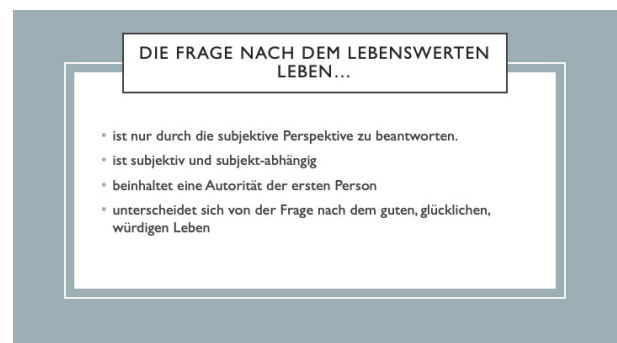 DIE FRAGE NACH DEM LEBENSWERTEN
LEBEN...
• ist nur durch die subjektive Perspektive zu beantworten.
• ist subjektiv und subjekt-abhängig
• beinhaltet eine Autorität der ersten Person
• unterscheidet sich von der Frage nach dem guten, glücklichen,
würdigen Leben